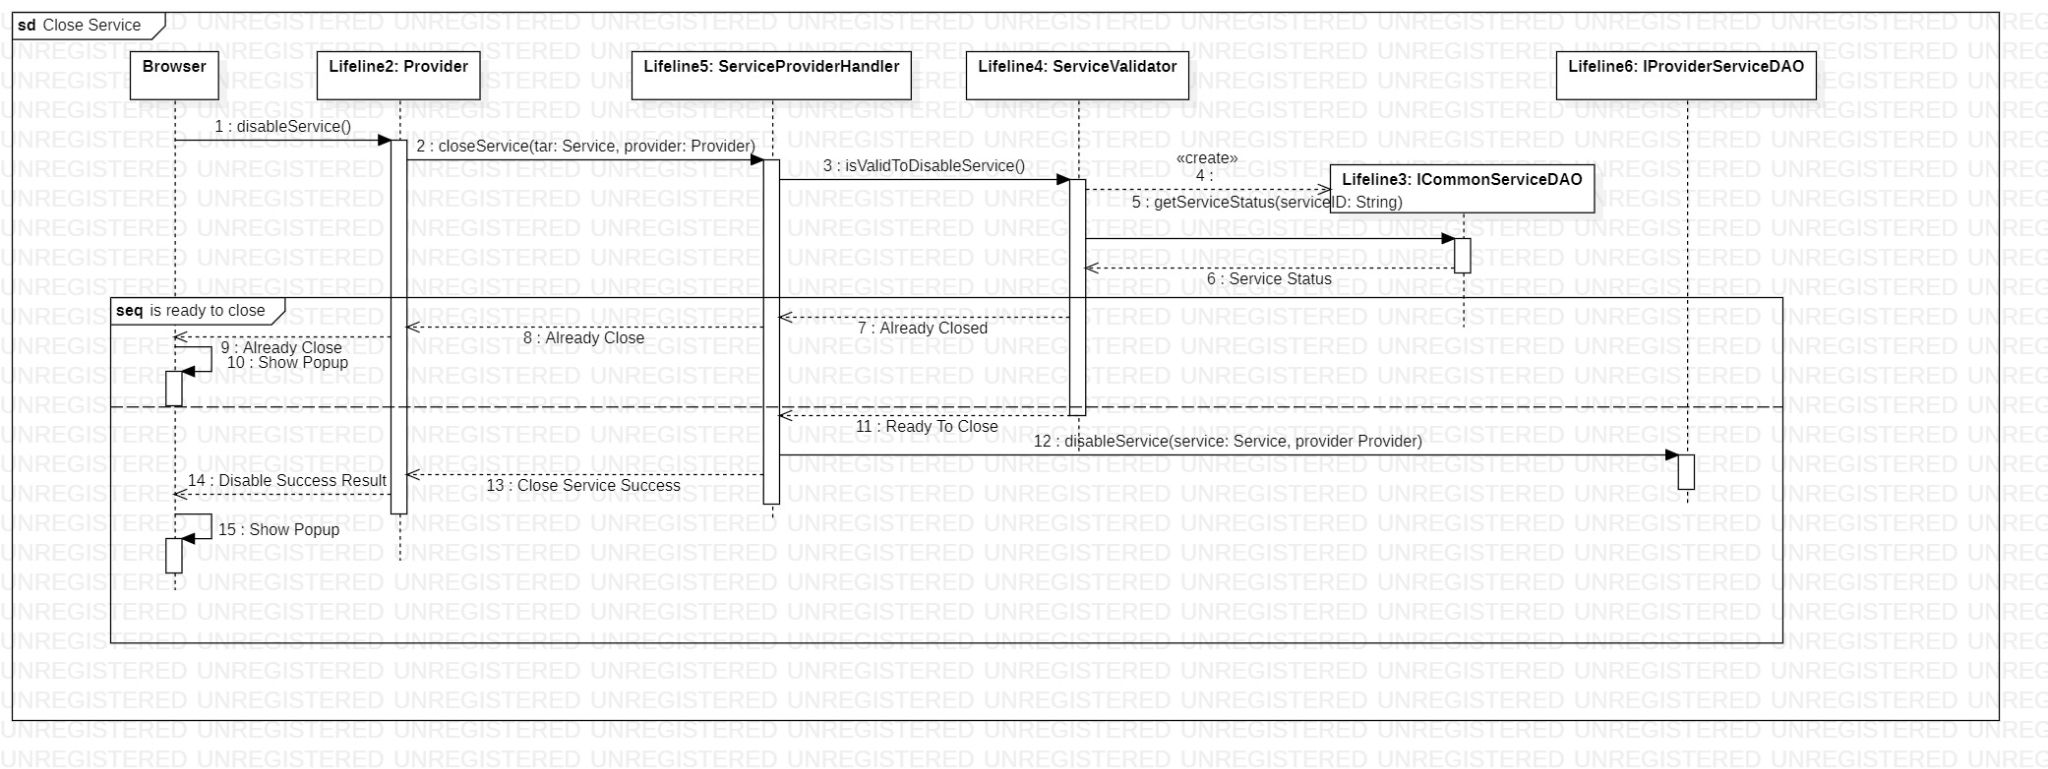 sd Close Service
Browser
Lifeline2: Provider
Lifeline5: ServiceProviderHandler
Lifeline4: ServiceValidator
Lifeline6: IProviderServiceDAO
1 : disableService()
2 : closeService(tar: Service, provider: Provider)
3 : isValidToDisableService()
«create»
4 :
Lifeline3: ICommonServiceDAO
5 : getServiceStatus(serviceID: String)
6 : Service Status
seq is ready to close
7 : Already Closed
8 : Already Close
9 : Already Close
10 : Show Popup
11 : Ready To Close
12 : disableService(service: Service, provider Provider)
13 : Close Service Success
14 : Disable Success Result
15 : Show Popup
UNREGISTERED